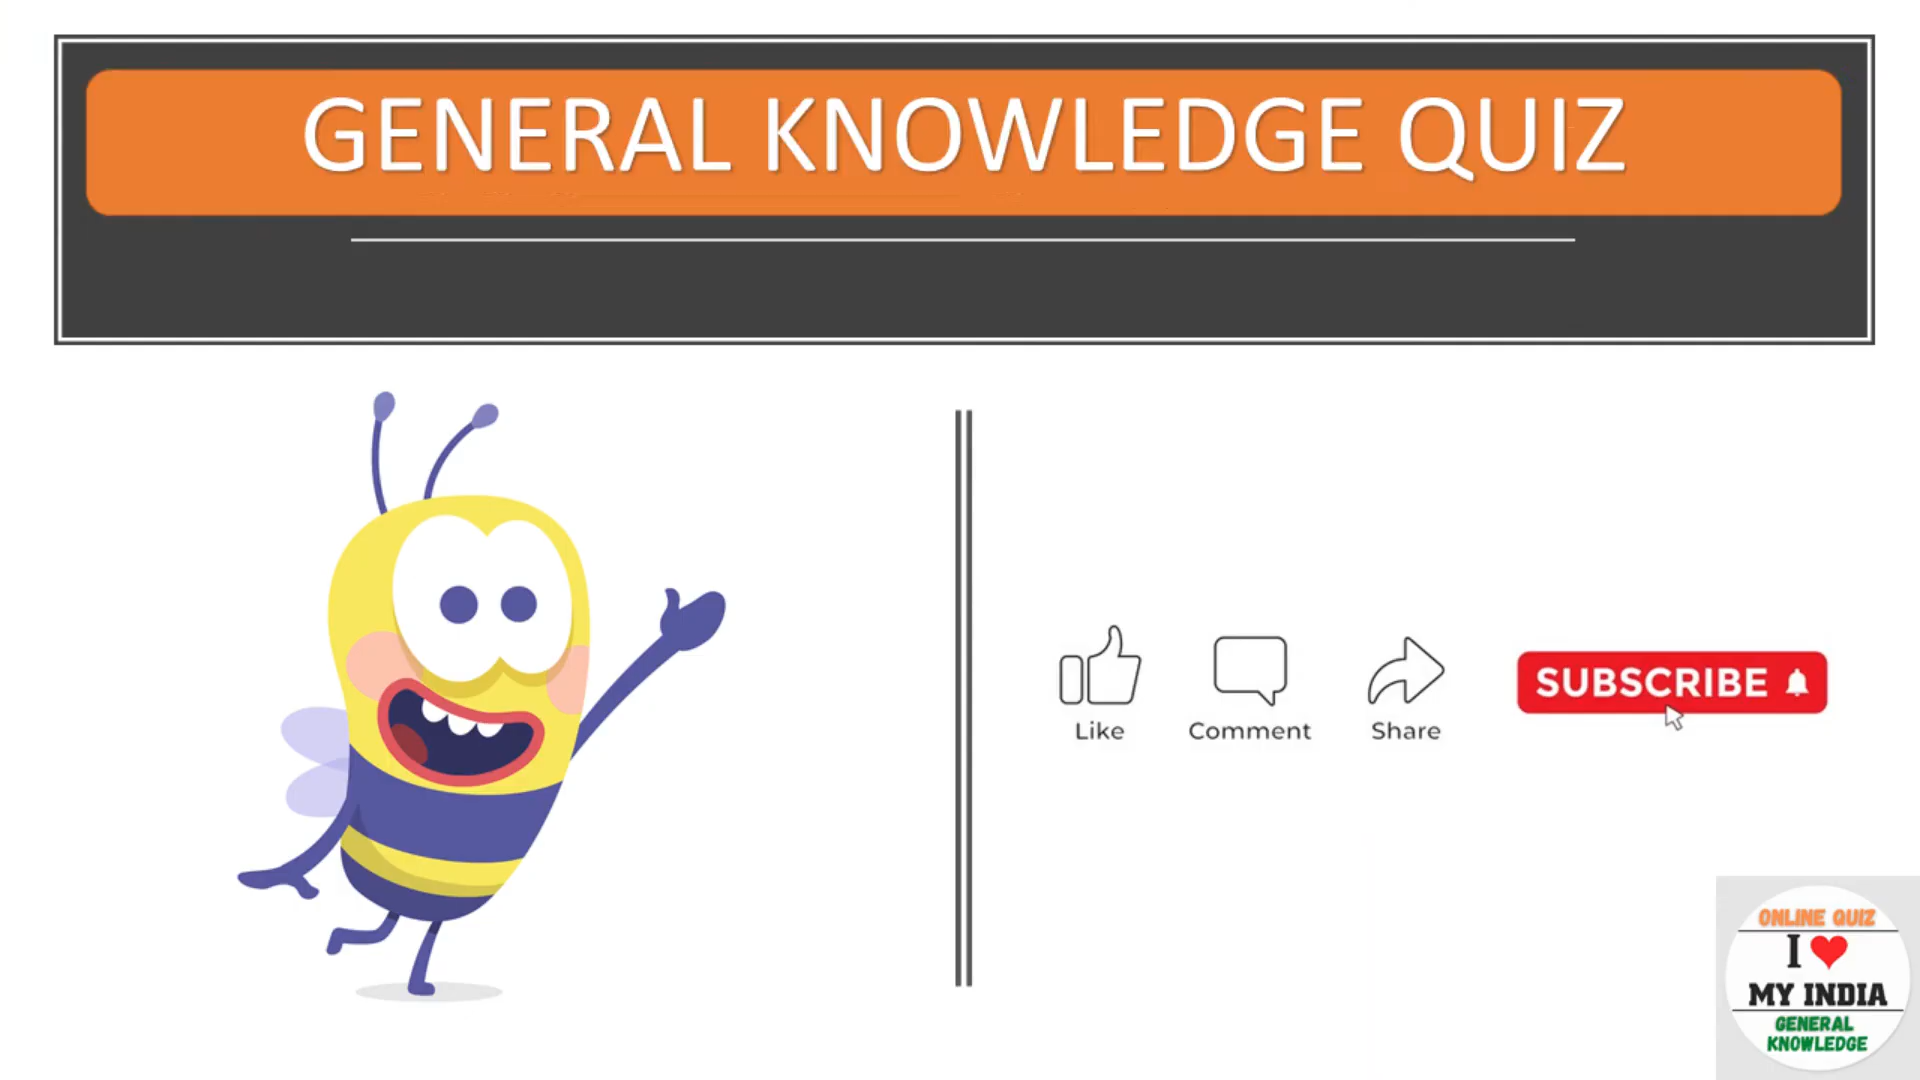 GENERAL KNOWLEDGE QUIZ
Like
Comment
Share
SUBSCRIBE
ONLINE QUIZ
I
MY INDIA
GENERAL
KNOWLEDGE